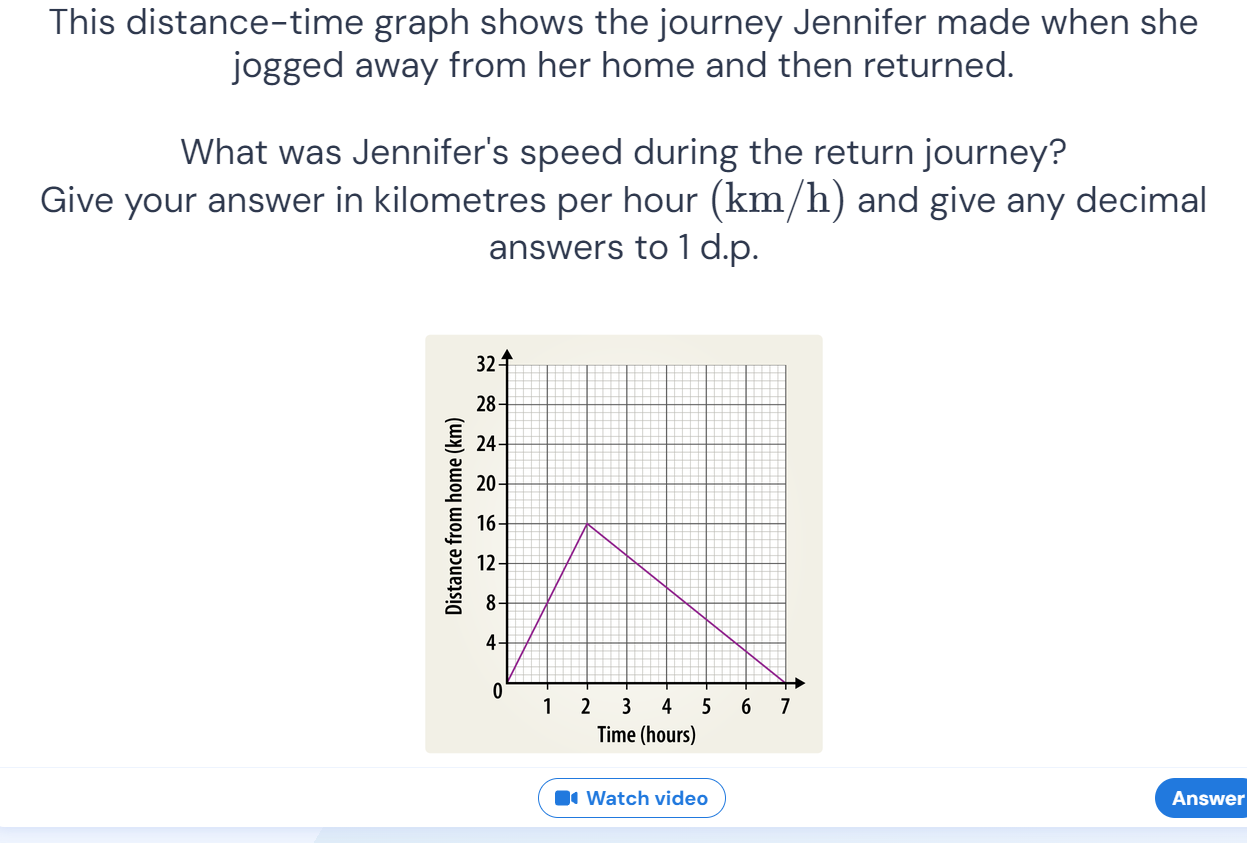 This distance-time graph shows the journey Jennifer made when she
jogged away from her home and then returned.
What was Jennifer's speed during the return journey?
Give your answer in kilometres per hour (km/h) and give any decimal
answers to 1 d.p.
32
28
24
20
16
12
8
4
0
Distance from home (km)
1 2 3 4 5 6 7
Time (hours)
Watch video
Answer